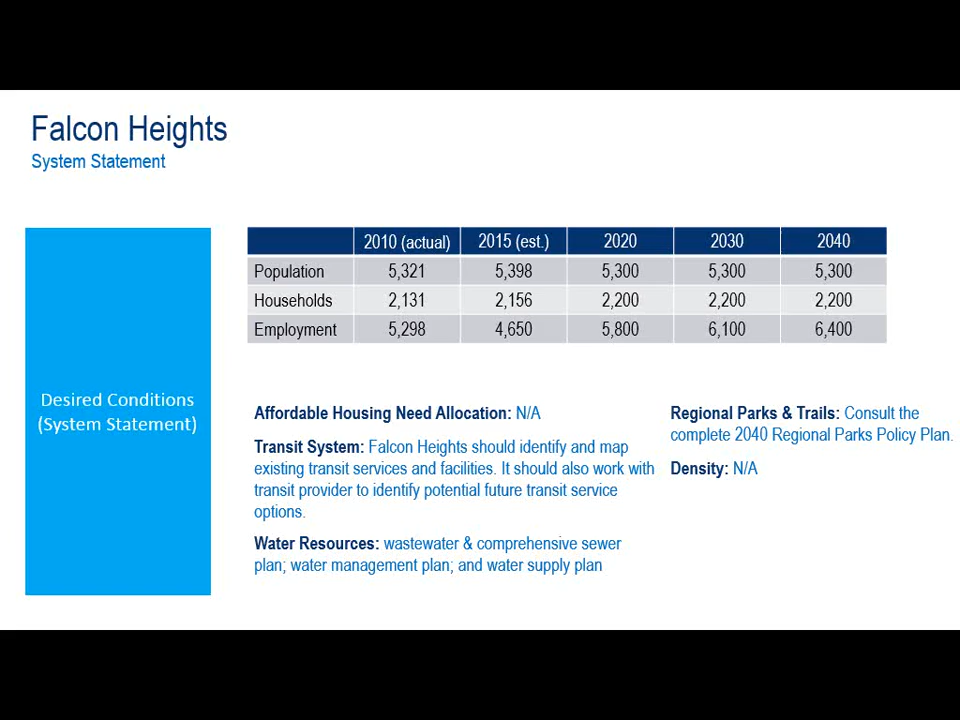 Falcon Heights
System Statement
2010 (actual) 2015 (est.) 2020 2030 2040
Population 5,321 5,398 5,300 5,300 5,300
Households 2,131 2,156 2,200 2,200 2,200
Employment 5,298 4,650 5,800 6,100 6,400
Desired Conditions
(System Statement)
Affordable Housing Need Allocation: N/A
Transit System: Falcon Heights should identify and map
existing transit services and facilities. It should also work with
transit provider to identify potential future transit service
options.
Water Resources: wastewater & comprehensive sewer
plan; water management plan; and water supply plan
Regional Parks & Trails: Consult the
complete 2040 Regional Parks Policy Plan.
Density: N/A